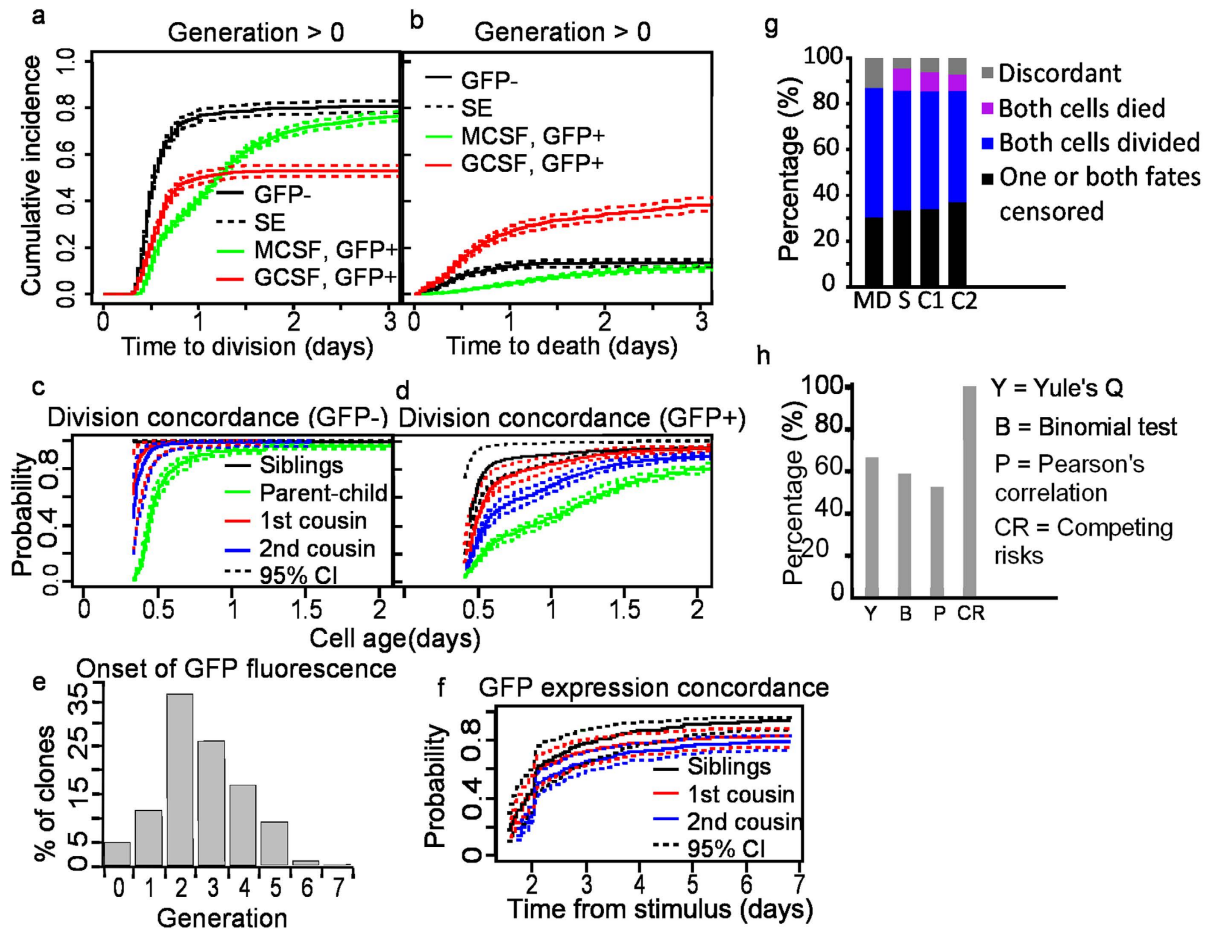 a
Generation > 0
Cumulative incidence
1.0
0.8
0.6
0.4
0.2
0.0
GFP-
SE
MCSF, GFP+
GCSF, GFP+
0
1
2
3
Time to division (days)
b
Generation > 0
GFP-
SE
MCSF, GFP+
GCSF, GFP+
0
1
2
3
Time to death (days)
g
Percentage (%)
100
80
60
40
20
0
MD
S
C1
C2
Discordant
Both cells died
Both cells divided
One or both fates
censored
c
Division concordance (GFP-)
Probability
0.8
0.4
0.0
Siblings
Parent-child
1st cousin
2nd cousin
95% CI
0
0.5
1
1.5
2
d
Division concordance (GFP+)
0
0.5
1
1.5
2
Cell age(days)
h
Percentage (%)
100
80
60
40
20
0
Y
B
P
CR
Y = Yule's Q
B = Binomial test
P = Pearson's
correlation
CR = Competing
risks
e
Onset of GFP fluorescence
% of clones
35
25
15
0 5
0
1
2
3
4
5
6
7
Generation
f
GFP expression concordance
Probability
0.8
0.4
0
Siblings
1st cousin
2nd cousin
95% CI
2
3
4
5
6
7
Time from stimulus (days)